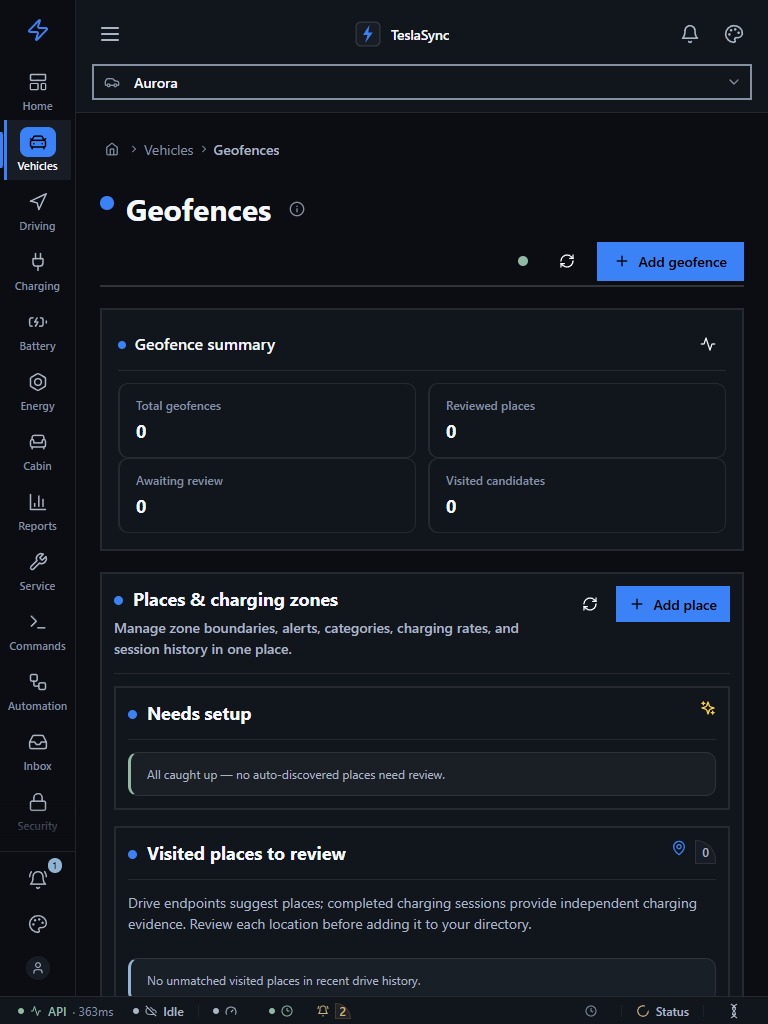 TeslaSync
Aurora
Home
Vehicles
Driving
Charging
Battery
Energy
Cabin
Reports
Service
Commands
Automation
Inbox
Security
1
Vehicles
Geofences
Geofences
Add geofence
Geofence summary
Total geofences
0
Reviewed places
0
Awaiting review
0
Visited candidates
0
Places & charging zones
Add place
Manage zone boundaries, alerts, categories, charging rates, and
session history in one place.
Needs setup
All caught up — no auto-discovered places need review.
Visited places to review
0
Drive endpoints suggest places; completed charging sessions provide independent charging
evidence. Review each location before adding it to your directory.
No unmatched visited places in recent drive history.
API · 363ms
Idle
2
Status